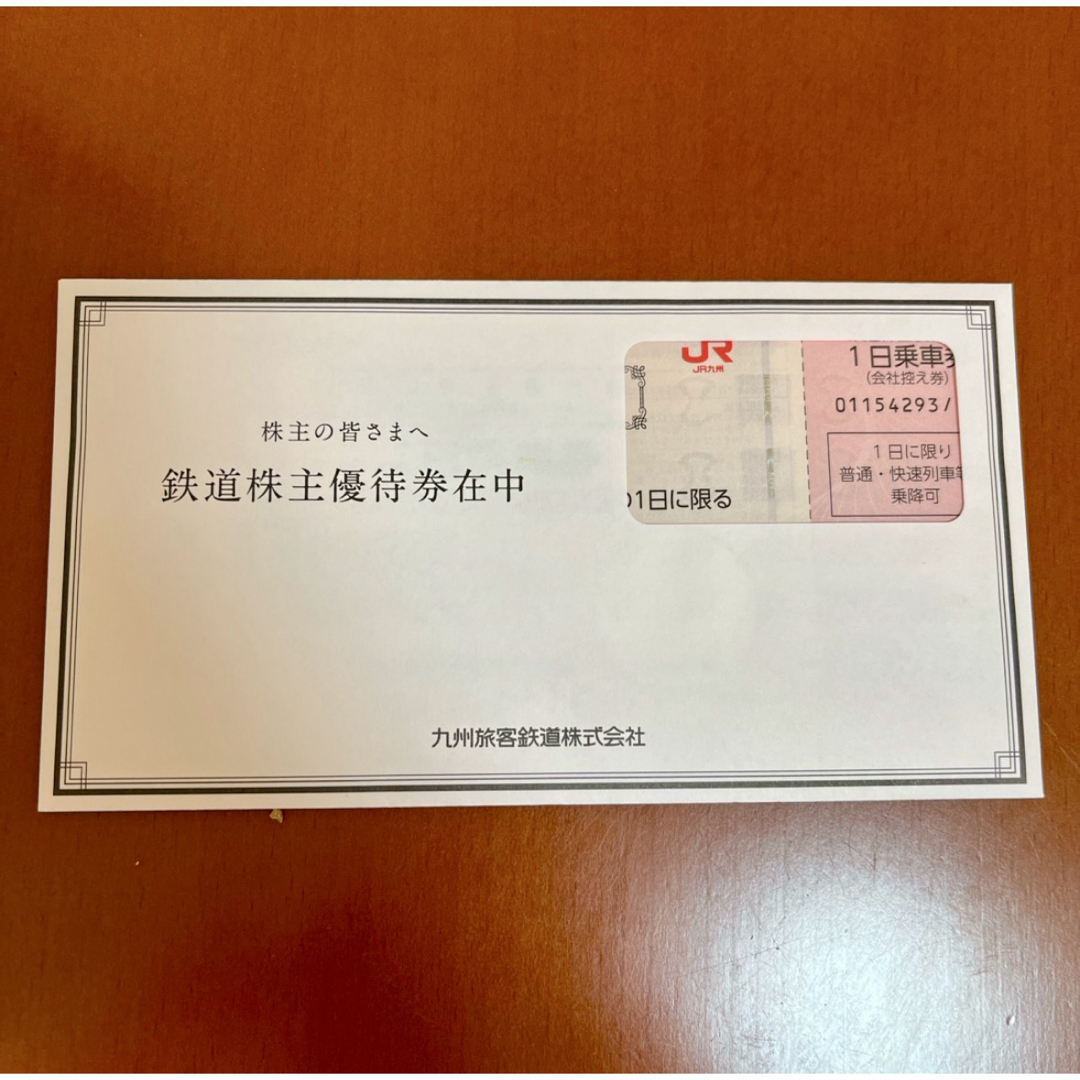 株主の皆さまへ
鉄道株主優待券在中
JR
JR九州
の1日に限る
1日乗車券
(会社控え券)
01154293/
1日に限り
普通・快速列車等
乗降可
九州旅客鉄道株式会社